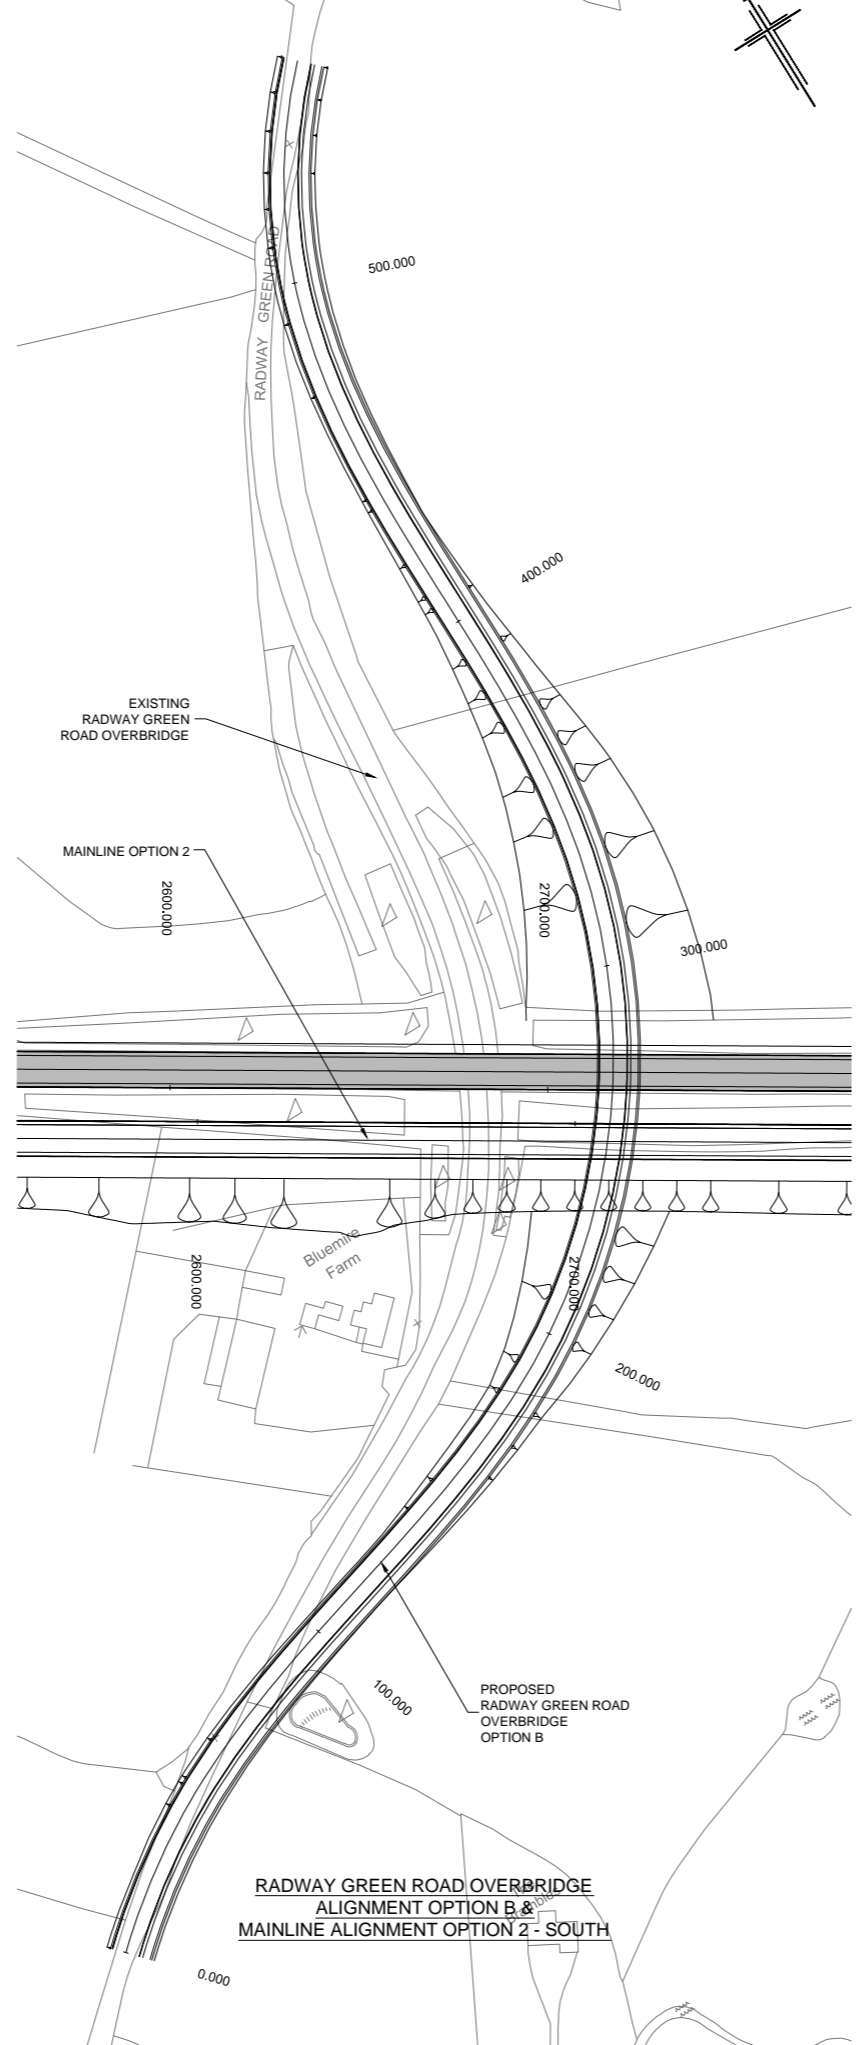 500.000
RADWAY GREEN ROAD
400.000
EXISTING
RADWAY GREEN
ROAD OVERBRIDGE
MAINLINE OPTION 2
2600.000
2700.000
300.000
Bluemire
Farm
2600.000
2700.000
200.000
100.000
PROPOSED
RADWAY GREEN ROAD
OVERBRIDGE
OPTION B
RADWAY GREEN ROAD OVERBRIDGE
ALIGNMENT OPTION B &
MAINLINE ALIGNMENT OPTION 2 - SOUTH
The
Brambles
0.000